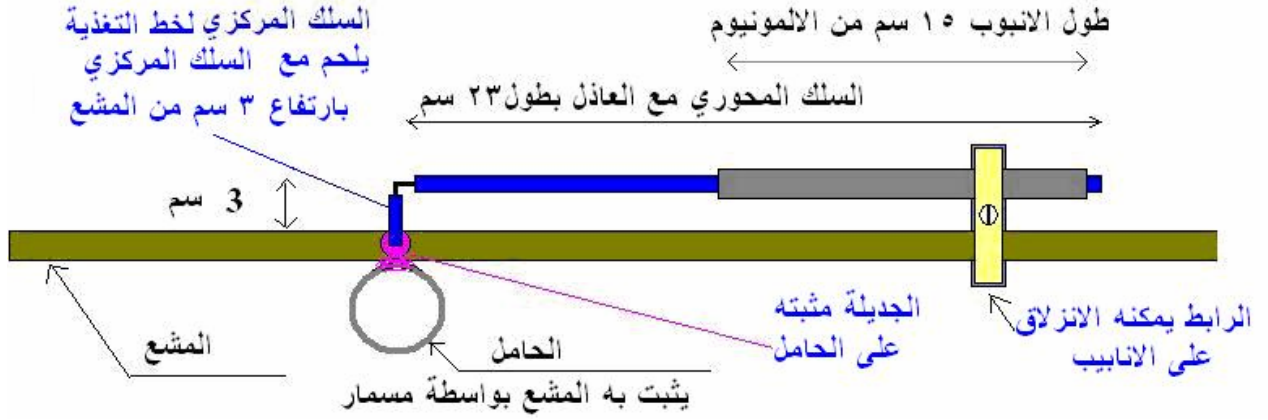 السلك المركزي لخط التغذية
يلحم مع السلك المركزي
بارتفاع ٣ سم من المشع
طول الانبوب ١٥ سم من الالمونيوم
السلك المحوري مع العاذل بطول٢٣ سم
3 سم
المشع
الحامل
يثبت به المشع بواسطة مسمار
الجديلة مثبته
على الحامل
الرابط يمكنه الانزلاق
على الانابيب